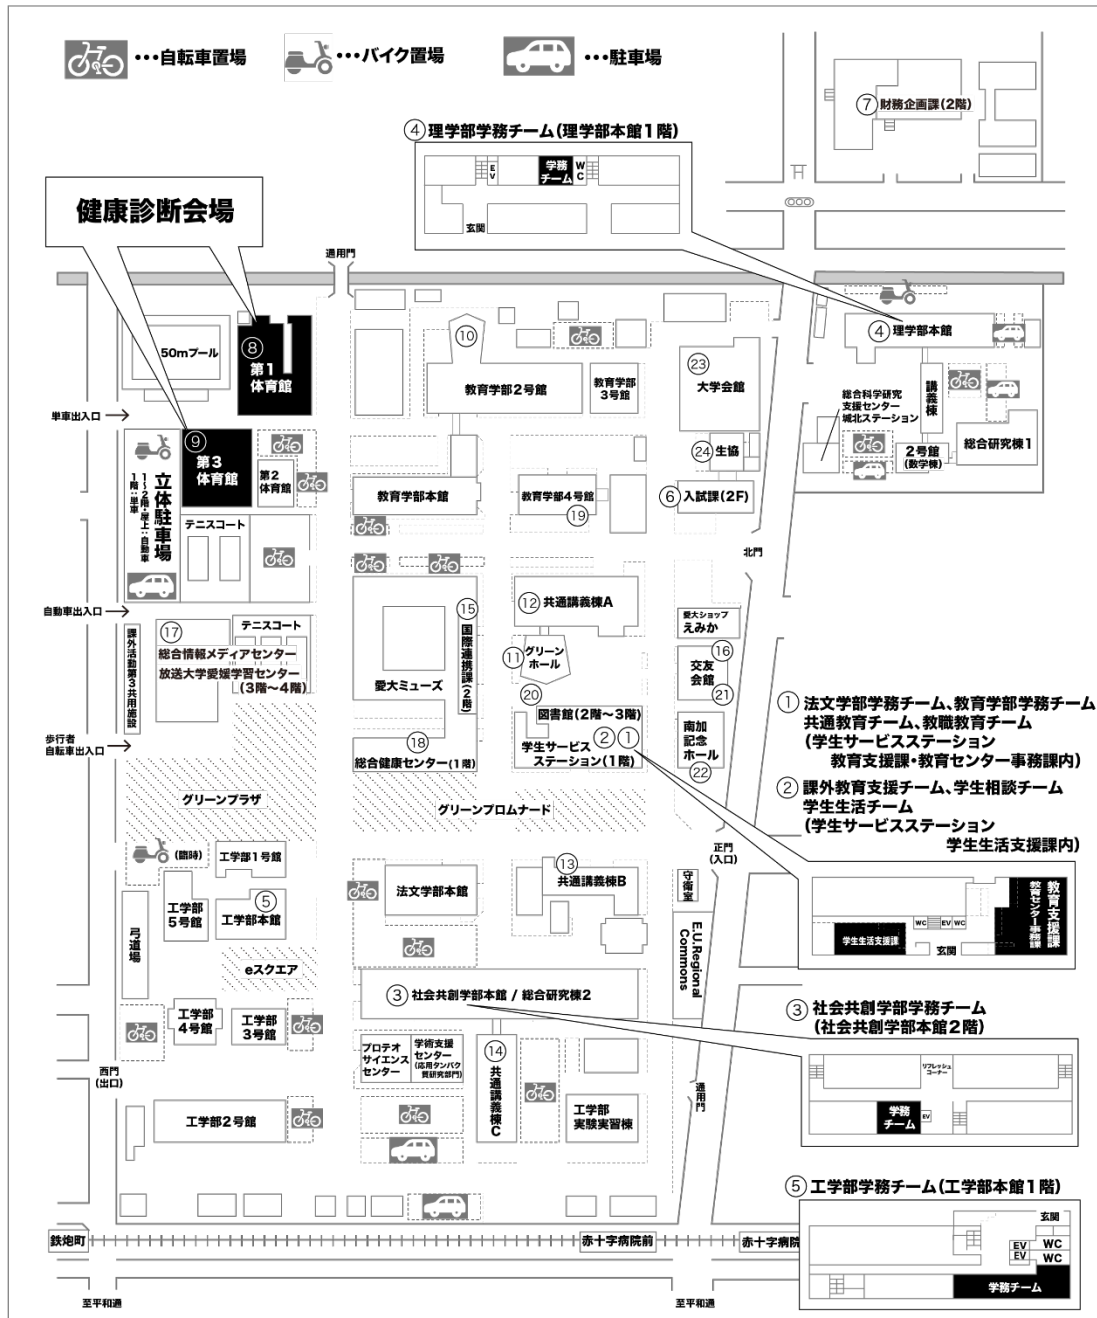 ・・・自転車置場
・・・バイク置場
・・・駐車場
⑦ 財務企画課(2階)
④ 理学部学務チーム(理学部本館1階)
EV
学務
チーム
WC
玄関
健康診断会場
通用門
50mプール
⑧
第1
体育館
⑩
教育学部2号館
教育学部
3号館
㉓
大学会館
④ 理学部本館
講義棟
総合科学研究
支援センター
城北ステーション
2号館
(数学棟)
総合研究棟1
単車出入口
⑨
第3
体育館
第2
体育館
立体駐車場
1〜2階・屋上:自動車
1階:単車
テニスコート
教育学部本館
教育学部4号館
⑲
㉔ 生協
⑥ 入試課(2F)
北門
自動車出入口
課外活動第3共用施設
⑰
総合情報メディアセンター
放送大学愛媛学習センター
(3階〜4階)
テニスコート
愛大ミューズ
⑮
国際連携課(2階)
⑫ 共通講義棟A
⑪
グリーン
ホール
愛大ショップ
えみか
⑯
交友
会館
㉑
⑳
図書館(2階〜3階)
② ①
学生サービス
ステーション(1階)
南加
記念
ホール
㉒
⑱
総合健康センター(1階)
歩行者
自転車出入口
グリーンプラザ
グリーンプロムナード
① 法文学部学務チーム、教育学部学務チーム
共通教育チーム、教職教育チーム
(学生サービスステーション
教育支援課・教育センター事務課内)
② 課外教育支援チーム、学生相談チーム
学生生活チーム
(学生サービスステーション
学生生活支援課内)
正門
(入口)
守衛室
(臨時)
工学部1号館
工学部
5号館
⑤
工学部本館
弓道場
eスクエア
法文学部本館
⑬
共通講義棟B
E.U.Regional
Commons
WC
EV
WC
学生生活支援課
玄関
教育支援課
教育センター事務課
③ 社会共創学部本館 / 総合研究棟2
③ 社会共創学部学務チーム
(社会共創学部本館2階)
リフレッシュ
コーナー
学務
チーム
EV
工学部
4号館
工学部
3号館
西門
(出口)
プロテオ
サイエンス
センター
学術支援
センター
(応用タンパク
質研究部門)
⑭
共通講義棟C
工学部
実験実習棟
通用門
工学部2号館
⑤ 工学部学務チーム(工学部本館1階)
玄関
EV
WC
EV
WC
学務チーム
鉄炮町
赤十字病院前
赤十字病院
至平和通
至平和通